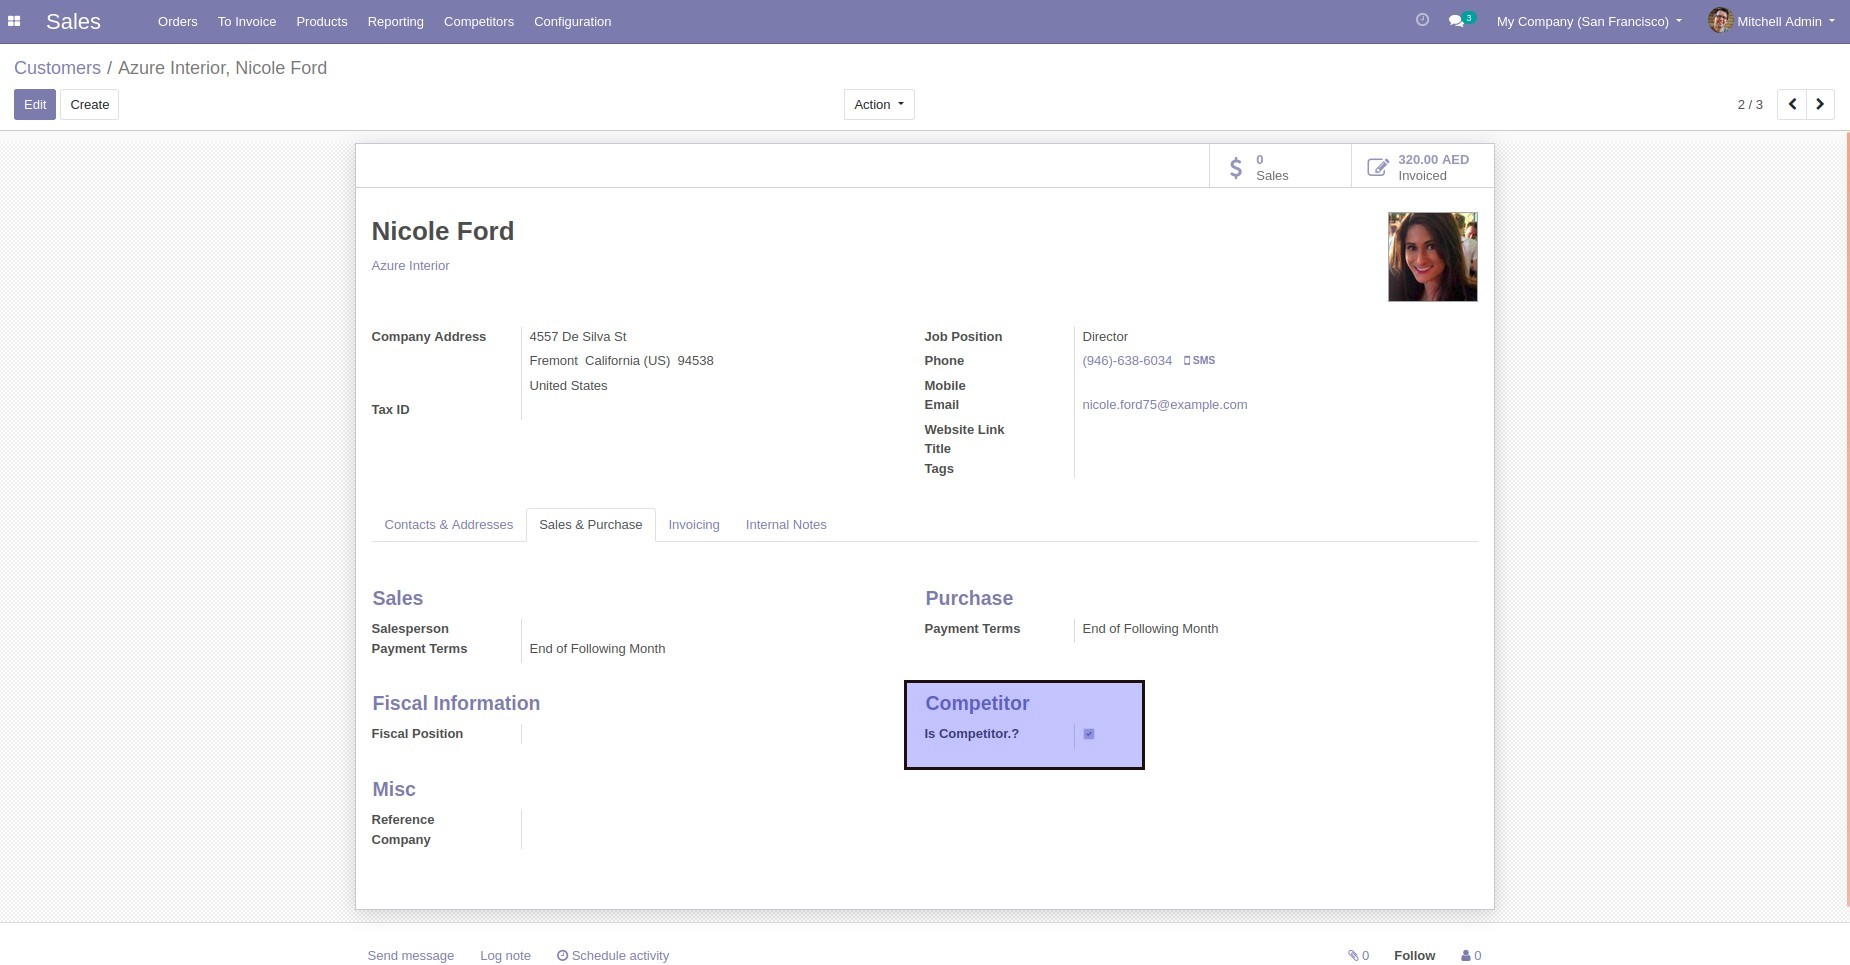 Sales Orders To Invoice Products Reporting Competitors Configuration 3 My Company (San Francisco) Mitchell Admin
Customers / Azure Interior, Nicole Ford
Edit Create Action 2 / 3
0
Sales
320.00 AED
Invoiced
Nicole Ford
Azure Interior
Company Address 4557 De Silva St
Fremont California (US) 94538
United States
Tax ID
Job Position Director
Phone (946)-638-6034 SMS
Mobile
Email nicole.ford75@example.com
Website Link
Title
Tags
Contacts & Addresses Sales & Purchase Invoicing Internal Notes
Sales
Salesperson
Payment Terms End of Following Month
Purchase
Payment Terms End of Following Month
Fiscal Information
Fiscal Position
Competitor
Is Competitor.?
Misc
Reference
Company
Send message Log note Schedule activity 0 Follow 0